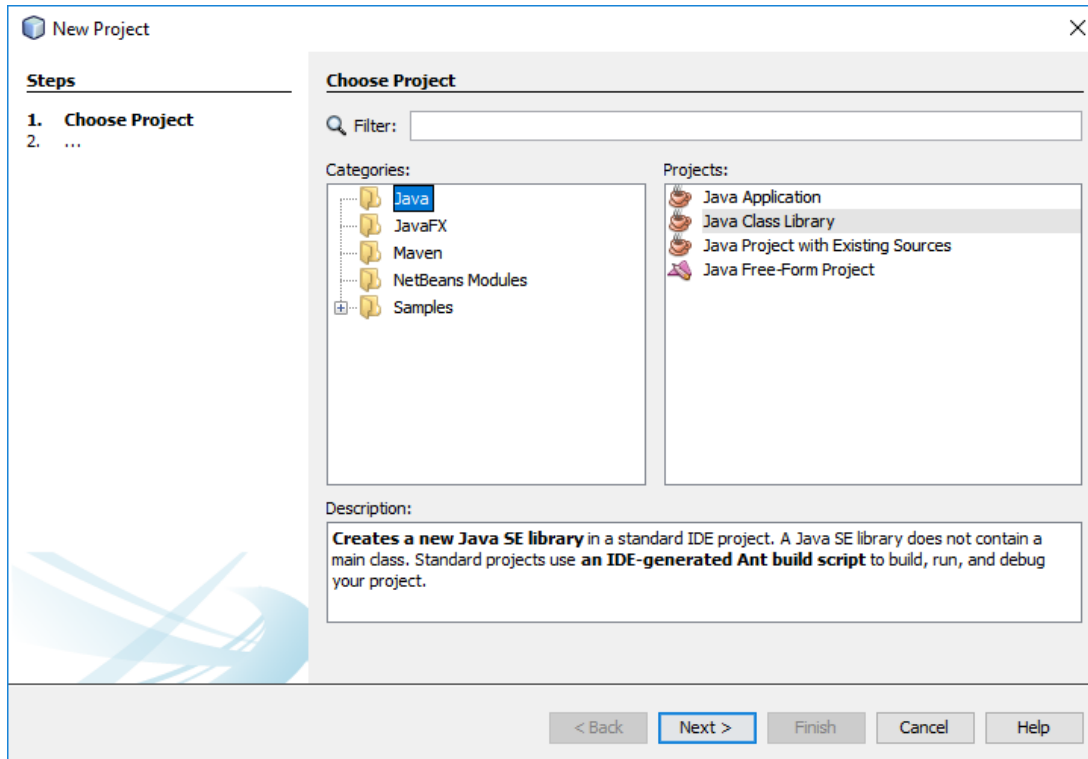 New Project
Steps
1. Choose Project
2. ...
Choose Project
Filter:
Categories:
Java
JavaFX
Maven
NetBeans Modules
Samples
Projects:
Java Application
Java Class Library
Java Project with Existing Sources
Java Free-Form Project
Description:
Creates a new Java SE library in a standard IDE project. A Java SE library does not contain a
main class. Standard projects use an IDE-generated Ant build script to build, run, and debug
your project.
< Back
Next >
Finish
Cancel
Help